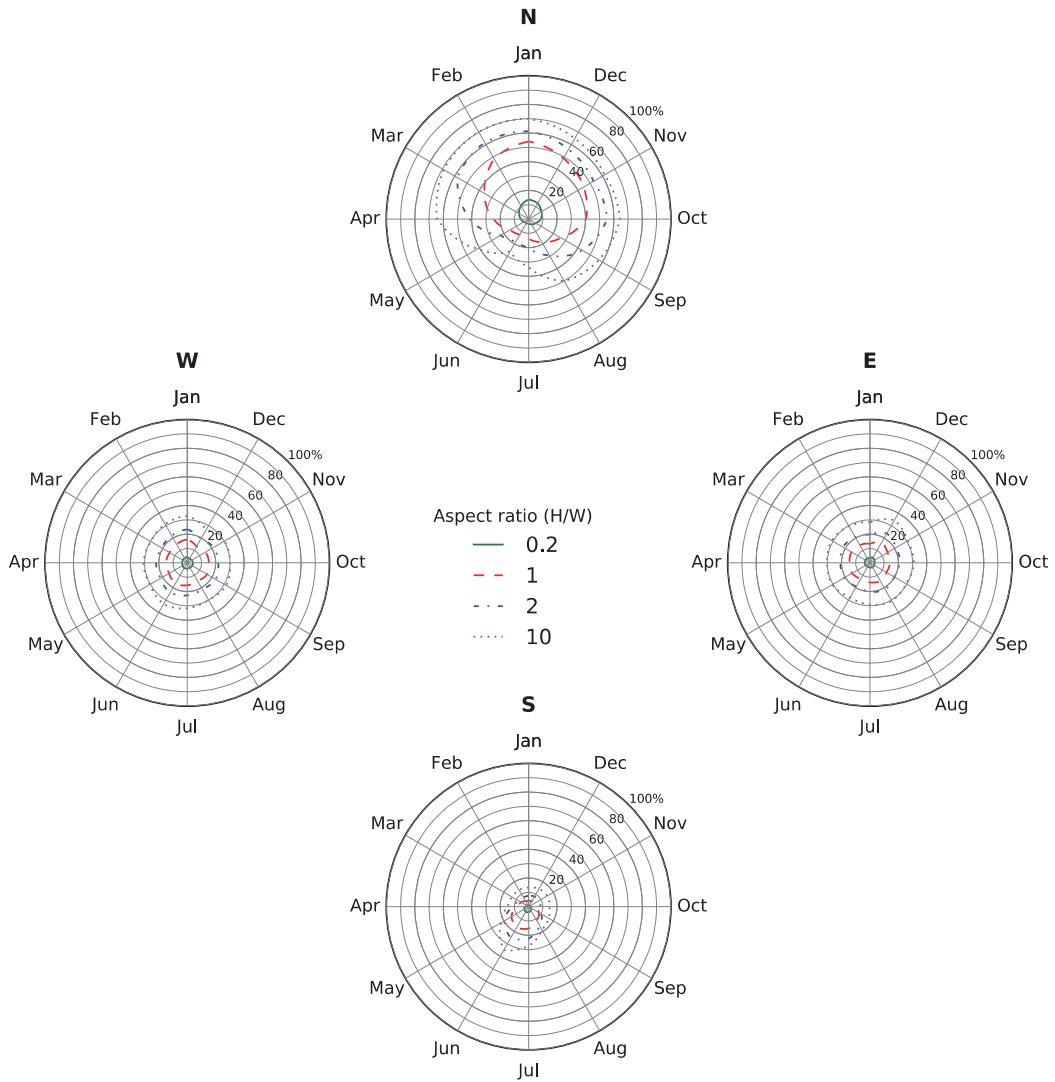 N
Jan
Feb
Dec
100%
Mar
80
Nov
60
40
20
Apr
Oct
May
Sep
Jun
Aug
Jul
W
Jan
Feb
Dec
100%
Mar
80
Nov
60
40
20
Apr
Oct
May
Sep
Jun
Aug
Jul
E
Jan
Feb
Dec
100%
Mar
80
Nov
60
40
20
Apr
Oct
May
Sep
Jun
Aug
Jul
Aspect ratio (H/W)
0.2
1
2
10
S
Jan
Feb
Dec
100%
Mar
80
Nov
60
40
20
Apr
Oct
May
Sep
Jun
Aug
Jul